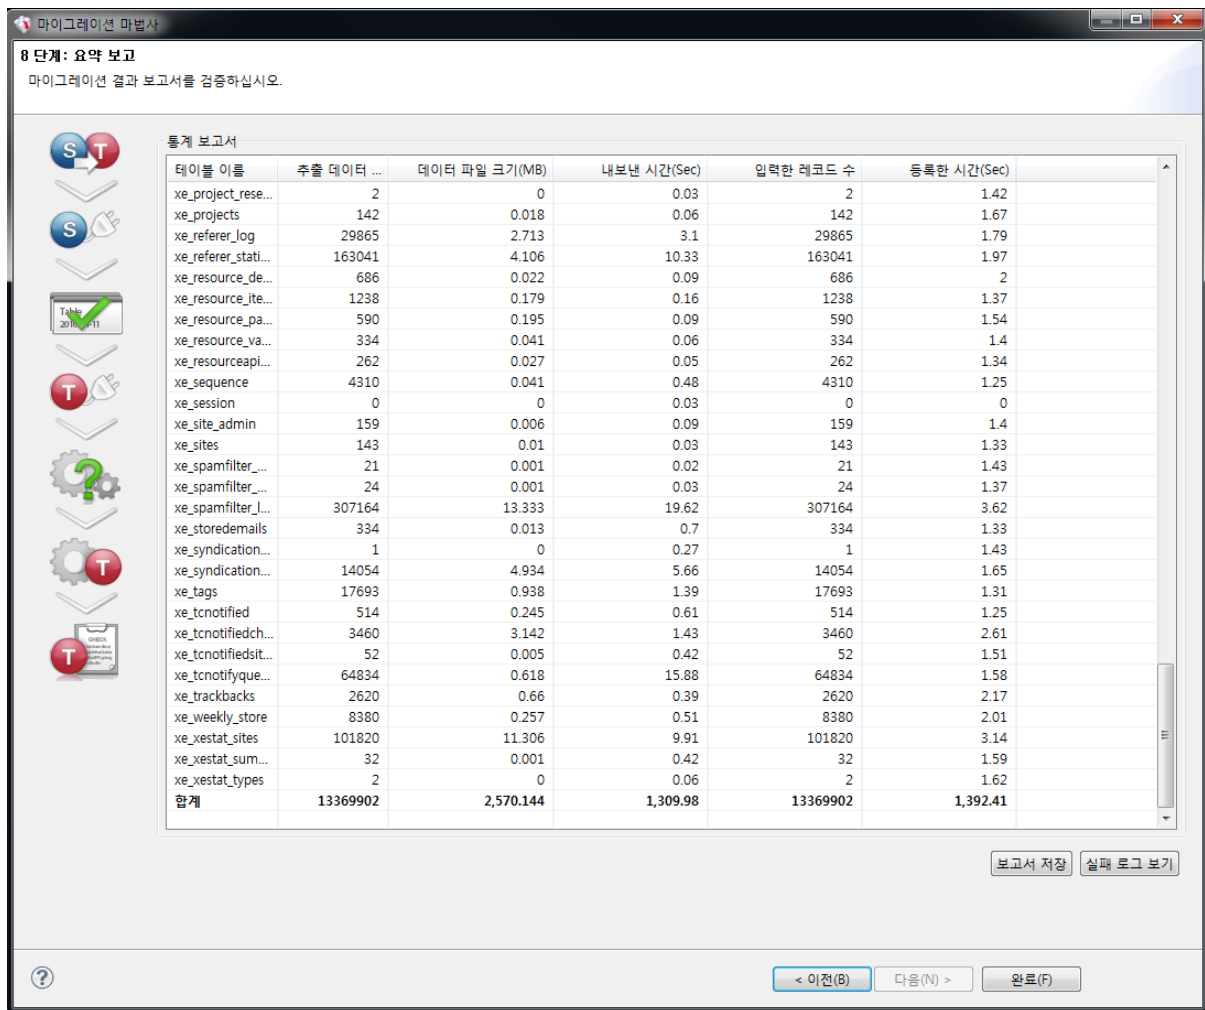 마이그레이션 마법사
8 단계: 요약 보고
마이그레이션 결과 보고서를 검증하십시오.
통계 보고서
테이블 이름 추출 데이터 ... 데이터 파일 크기(MB) 내보낸 시간(Sec) 입력한 레코드 수 등록한 시간(Sec)
xe_project_rese... 2 0 0.03 2 1.42
xe_projects 142 0.018 0.06 142 1.67
xe_referer_log 29865 2.713 3.1 29865 1.79
xe_referer_stati... 163041 4.106 10.33 163041 1.97
xe_resource_de... 686 0.022 0.09 686 2
xe_resource_ite... 1238 0.179 0.16 1238 1.37
xe_resource_pa... 590 0.195 0.09 590 1.54
xe_resource_va... 334 0.041 0.06 334 1.4
xe_resourceapi... 262 0.027 0.05 262 1.34
xe_sequence 4310 0.041 0.48 4310 1.25
xe_session 0 0 0.03 0 0
xe_site_admin 159 0.006 0.09 159 1.4
xe_sites 143 0.01 0.03 143 1.33
xe_spamfilter_... 21 0.001 0.02 21 1.43
xe_spamfilter_... 24 0.001 0.03 24 1.37
xe_spamfilter_l... 307164 13.333 19.62 307164 3.62
xe_storedemails 334 0.013 0.7 334 1.33
xe_syndication... 1 0 0.27 1 1.43
xe_syndication... 14054 4.934 5.66 14054 1.65
xe_tags 17693 0.938 1.39 17693 1.31
xe_tcnotified 514 0.245 0.61 514 1.25
xe_tcnotifiedch... 3460 3.142 1.43 3460 2.61
xe_tcnotifiedsit... 52 0.005 0.42 52 1.51
xe_tcnotifyque... 64834 0.618 15.88 64834 1.58
xe_trackbacks 2620 0.66 0.39 2620 2.17
xe_weekly_store 8380 0.257 0.51 8380 2.01
xe_xestat_sites 101820 11.306 9.91 101820 3.14
xe_xestat_sum... 32 0.001 0.42 32 1.59
xe_xestat_types 2 0 0.06 2 1.62
합계 13369902 2,570.144 1,309.98 13369902 1,392.41
S T
S
Table
T
?
T
T
CHECK
보고서 저장 실패 로그 보기
? < 이전(B) 다음(N) > 완료(F)